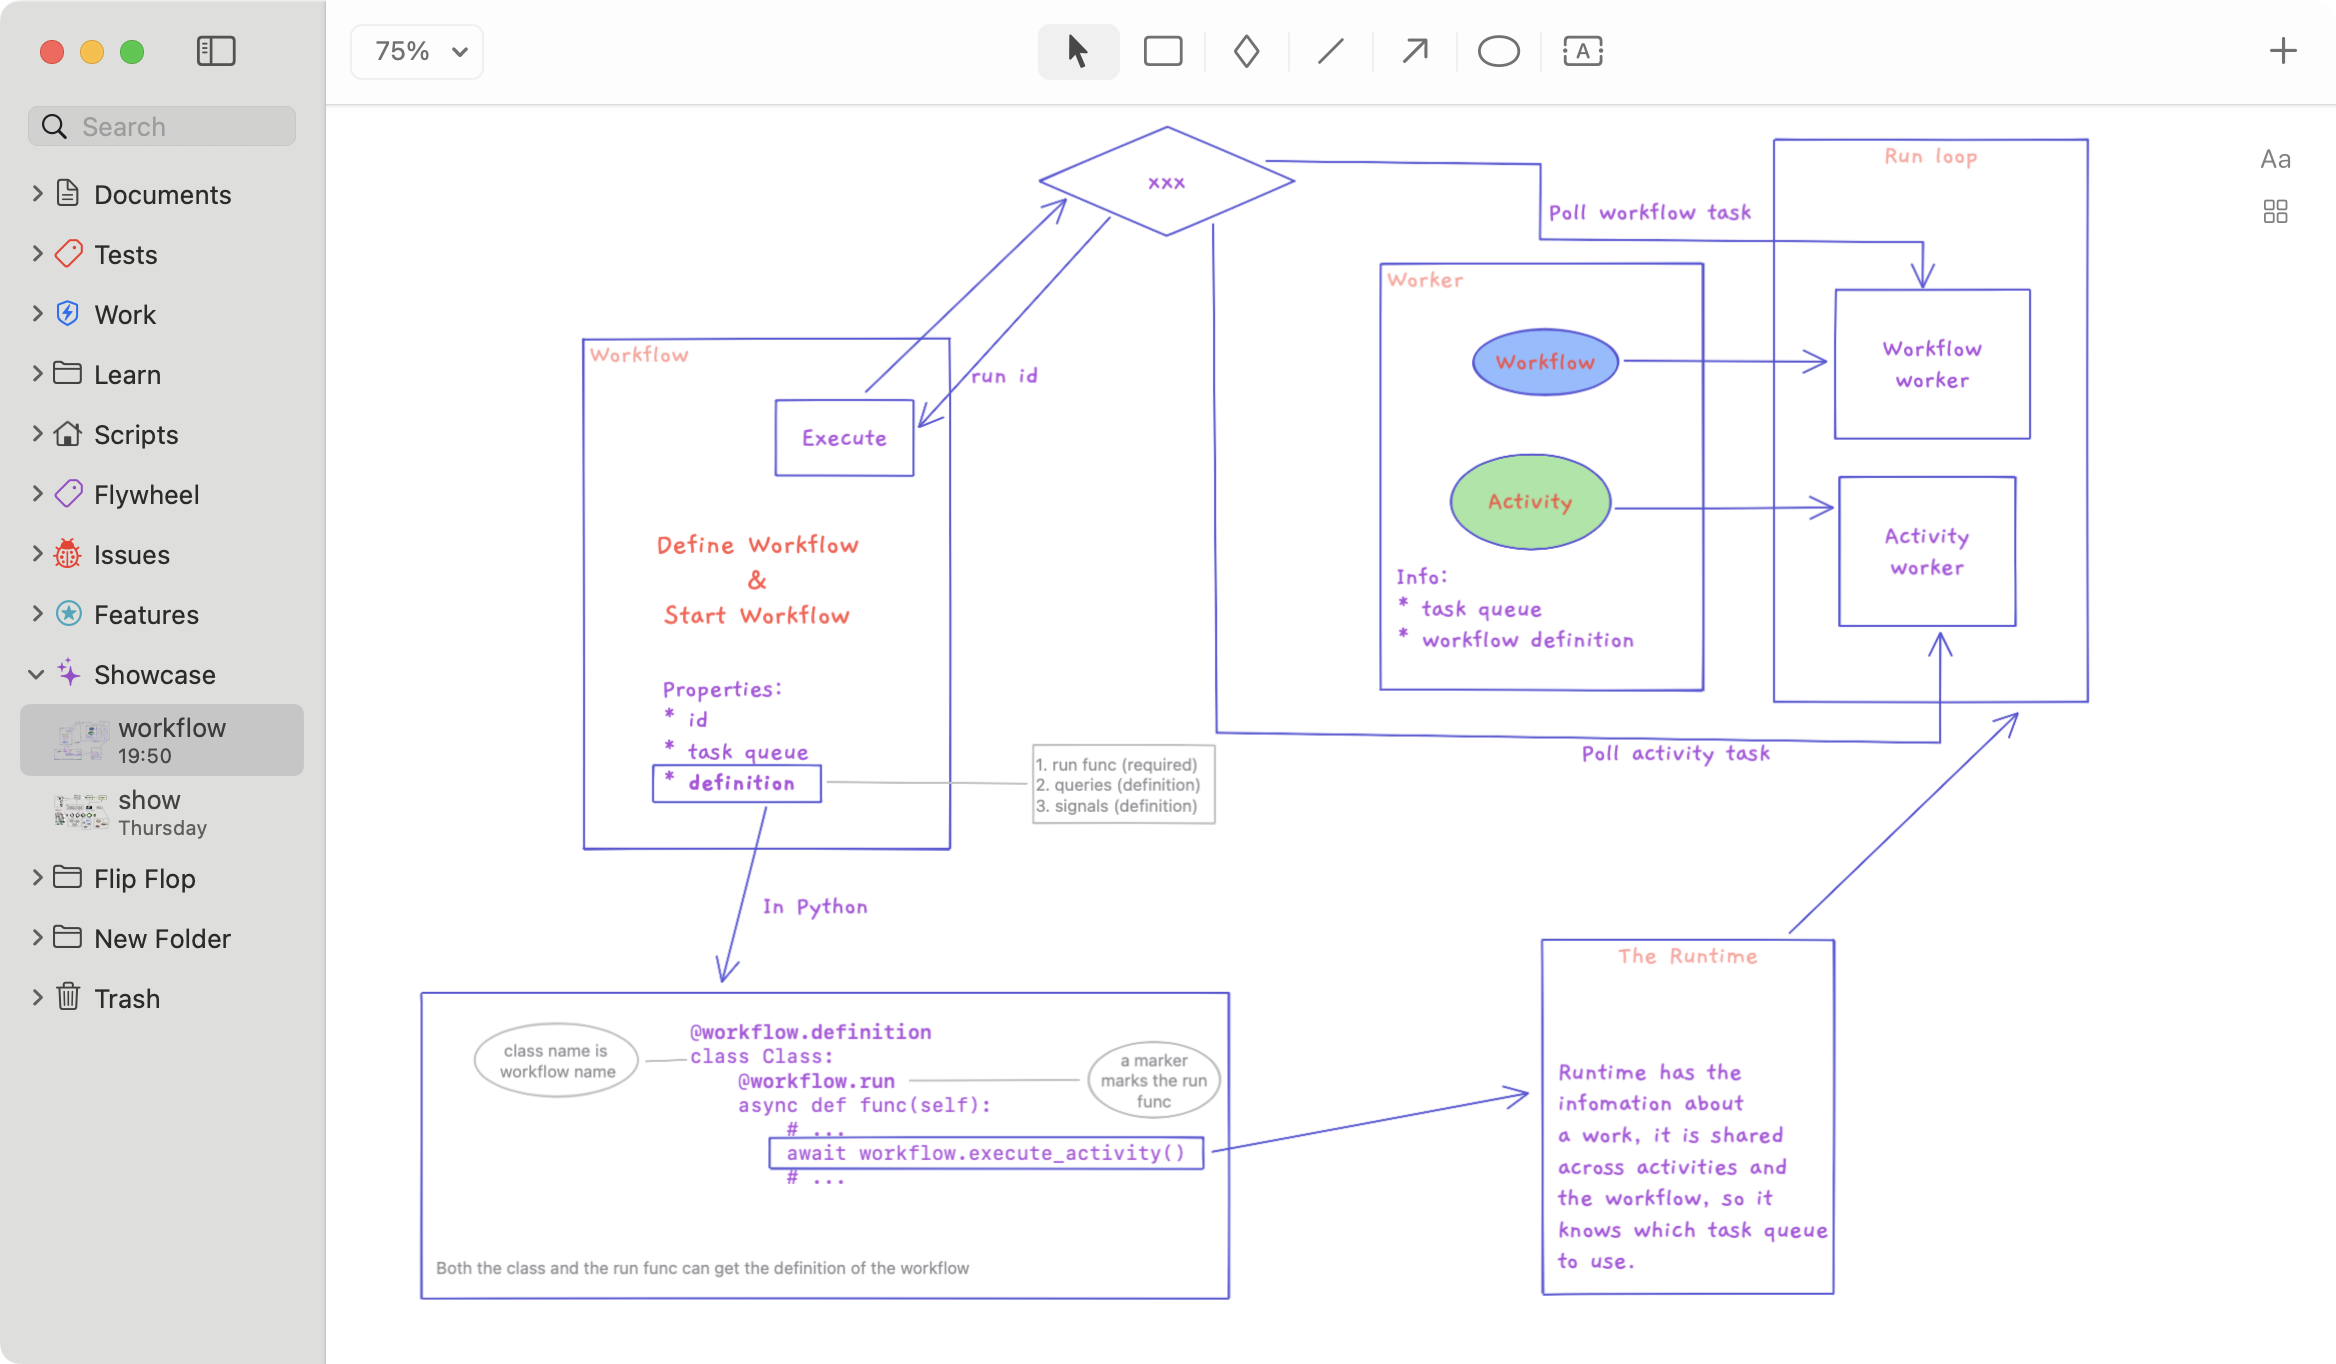 75%
A
Search
Documents
Tests
Work
Learn
Scripts
Flywheel
Issues
Features
Showcase
workflow
19:50
show
Thursday
Flip Flop
New Folder
Trash
Aa
xxx
Run loop
Poll workflow task
Worker
Workflow
Workflow
worker
Activity
Activity
worker
Info:
* task queue
* workflow definition
Poll activity task
Workflow
run id
Execute
Define Workflow
&
Start Workflow
Properties:
* id
* task queue
* definition
1. run func (required)
2. queries (definition)
3. signals (definition)
In Python
class name is
workflow name
@workflow.definition
class Class:
@workflow.run
async def func(self):
# ...
await workflow.execute_activity()
# ...
a marker
marks the run
func
Both the class and the run func can get the definition of the workflow
The Runtime
Runtime has the
infomation about
a work, it is shared
across activities and
the workflow, so it
knows which task queue
to use.